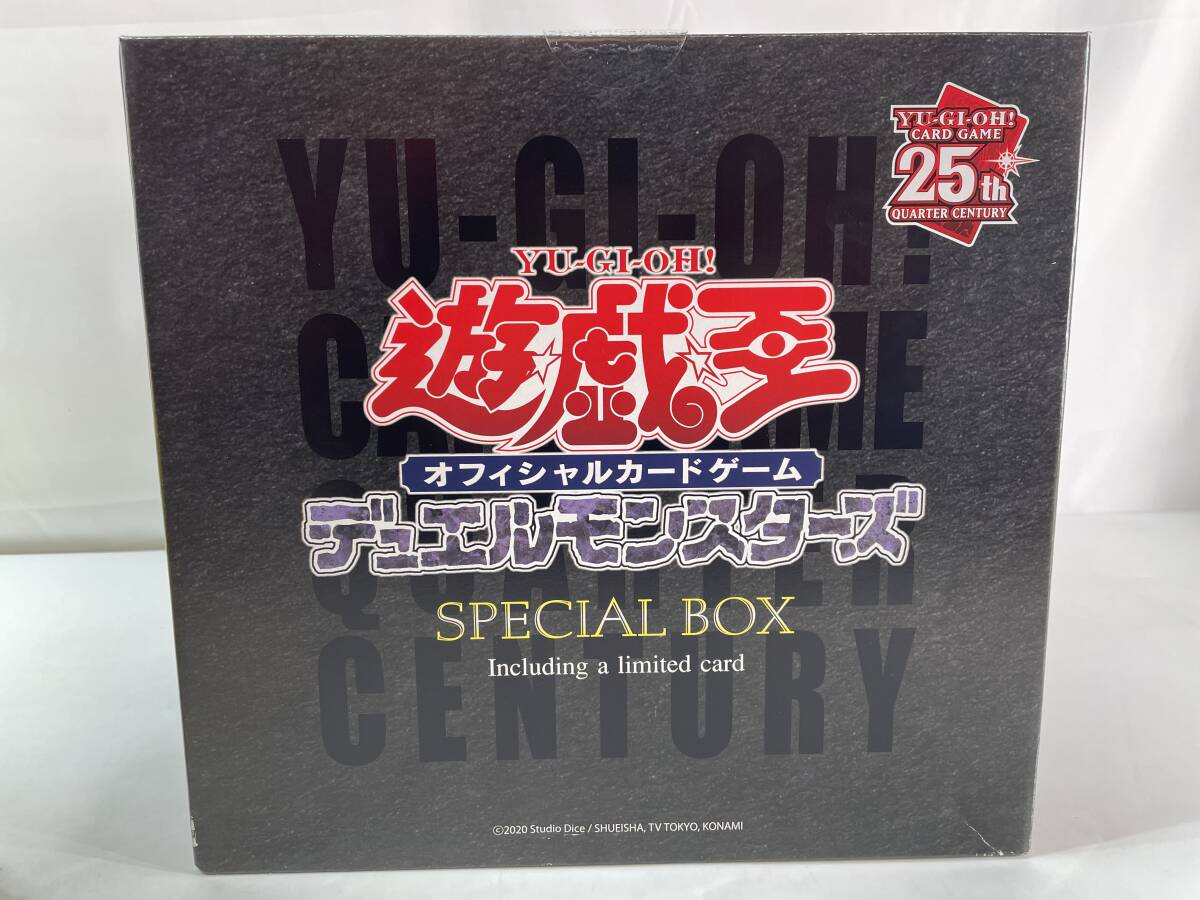 YU-GI-OH!
CARD GAME
25th
QUARTER CENTURY
YU-GI-OH!
CARD GAME
QUARTER
CENTURY
YU-GI-OH!
遊☆戯☆王
オフィシャルカードゲーム
デュエルモンスターズ
SPECIAL BOX
Including a limited card
©2020 Studio Dice / SHUEISHA, TV TOKYO, KONAMI